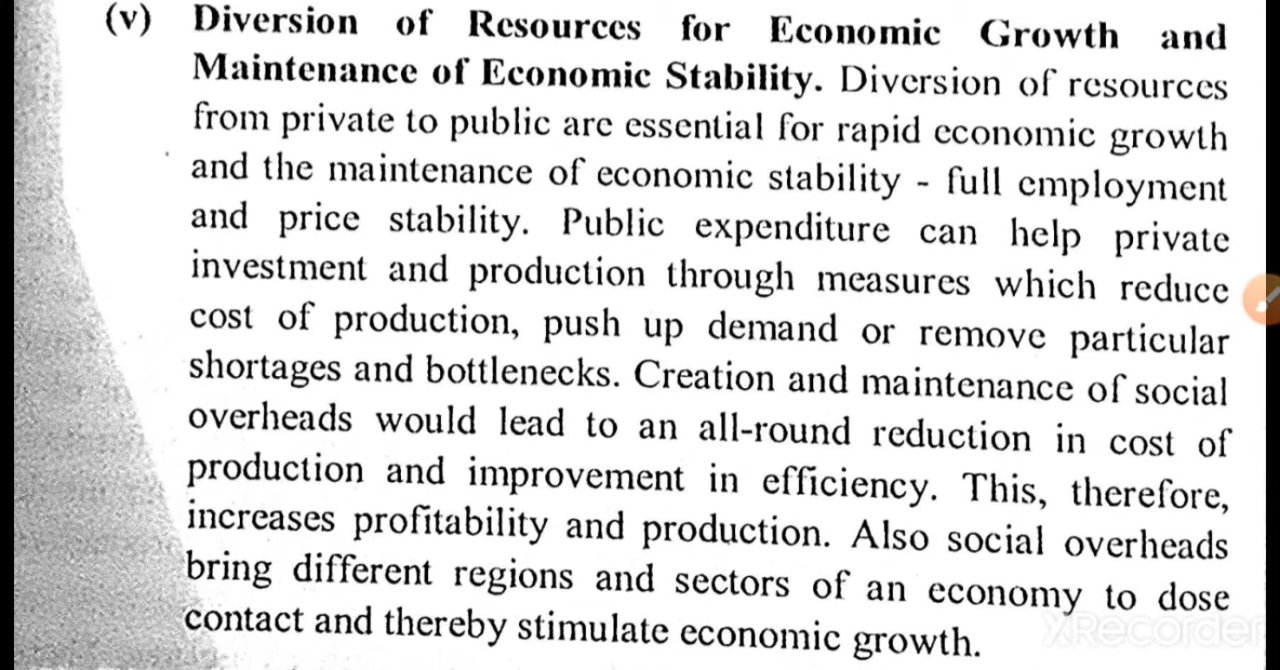 (v) Diversion of Resources for Economic Growth and
Maintenance of Economic Stability. Diversion of resources
from private to public are essential for rapid economic growth
and the maintenance of economic stability - full employment
and price stability. Public expenditure can help private
investment and production through measures which reduce
cost of production, push up demand or remove particular
shortages and bottlenecks. Creation and maintenance of social
overheads would lead to an all-round reduction in cost of
production and improvement in efficiency. This, therefore,
increases profitability and production. Also social overheads
bring different regions and sectors of an economy to dose
contact and thereby stimulate economic growth.
XRecorder